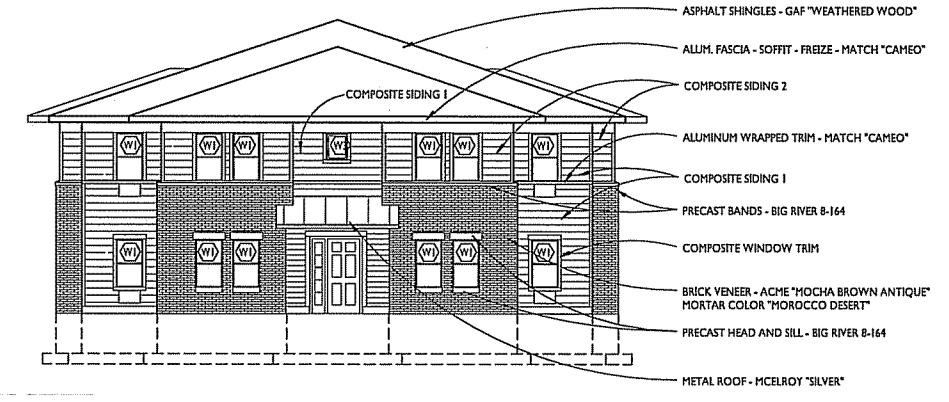 ASPHALT SHINGLES - GAF "WEATHERED WOOD"
ALUM. FASCIA - SOFFIT - FREIZE - MATCH "CAMEO"
COMPOSITE SIDING 1
COMPOSITE SIDING 2
ALUMINUM WRAPPED TRIM - MATCH "CAMEO"
COMPOSITE SIDING 1
PRECAST BANDS - BIG RIVER 8-164
COMPOSITE WINDOW TRIM
BRICK VENEER - ACME "MOCHA BROWN ANTIQUE"
MORTAR COLOR "MOROCCO DESERT"
PRECAST HEAD AND SILL - BIG RIVER 8-164
METAL ROOF - MCELROY "SILVER"
W1 W1 W1 W1 W1 W1 W1
W1 W1 W1 W1 W1 W1